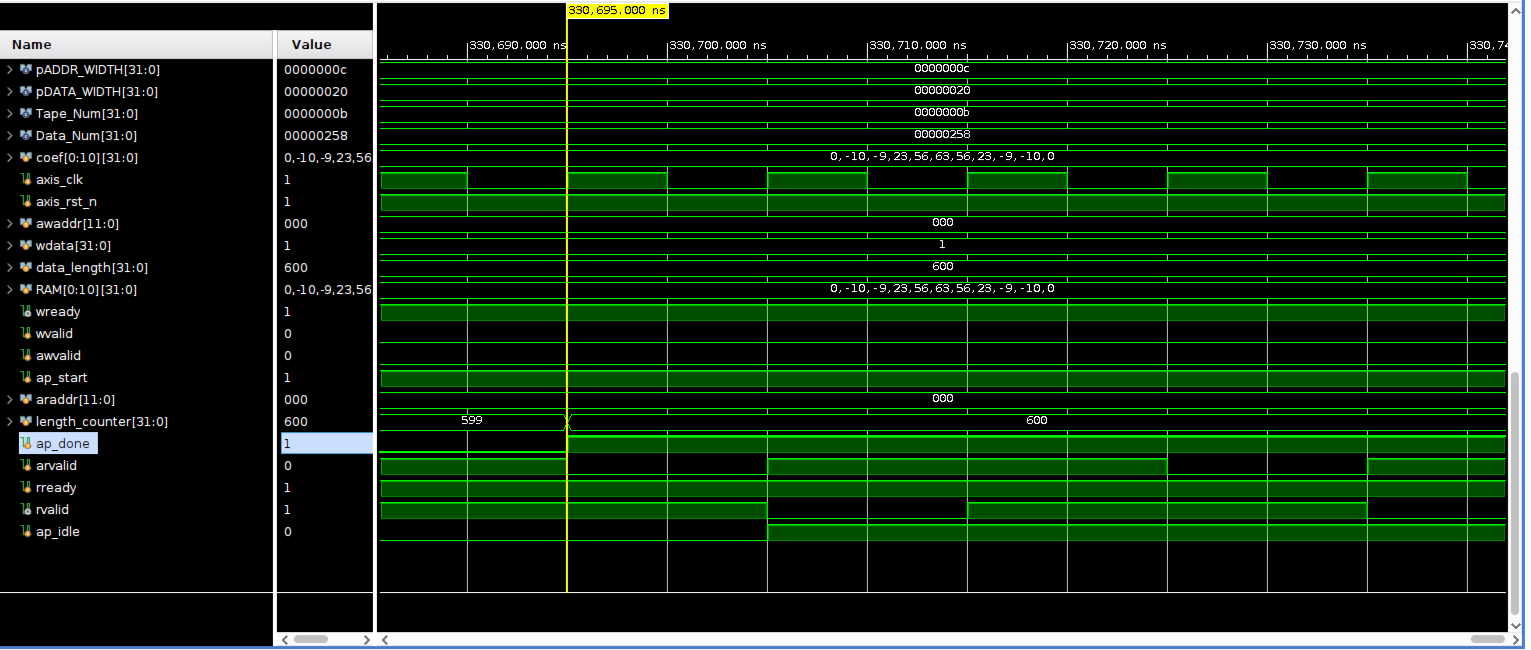 330,695.000 ns
Name Value 330,690.000 ns 330,700.000 ns 330,710.000 ns 330,720.000 ns 330,730.000 ns 330,74
pADDR_WIDTH[31:0] 0000000c 0000000c
pDATA_WIDTH[31:0] 00000020 00000020
Tape_Num[31:0] 0000000b 0000000b
Data_Num[31:0] 00000258 00000258
coef[0:10][31:0] 0,-10,-9,23,56 0,-10,-9,23,56,63,56,23,-9,-10,0
axis_clk 1
axis_rst_n 1
awaddr[11:0] 000 000
wdata[31:0] 1 1
data_length[31:0] 600 600
RAM[0:10][31:0] 0,-10,-9,23,56 0,-10,-9,23,56,63,56,23,-9,-10,0
wready 1
wvalid 0
awvalid 0
ap_start 1
araddr[11:0] 000 000
length_counter[31:0] 600 599 600
ap_done 1
arvalid 0
rready 1
rvalid 1
ap_idle 0